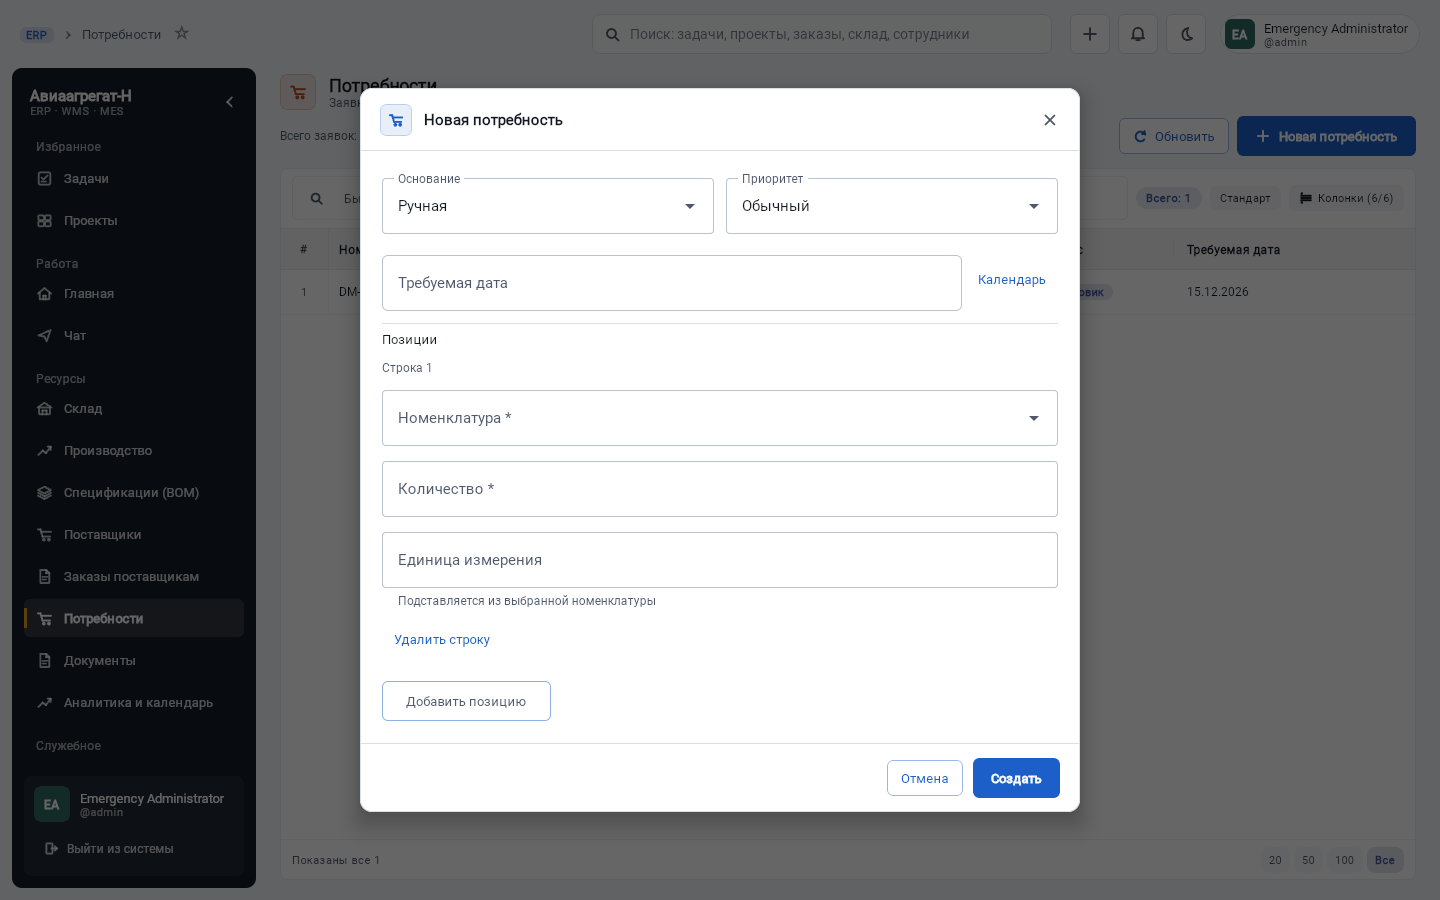 ERP
Потребности
Поиск: задачи, проекты, заказы, склад, сотрудники
EA
Emergency Administrator
@admin
Авиаагрегат-Н
ERP · WMS · MES
Избранное
Задачи
Проекты
Работа
Главная
Чат
Ресурсы
Склад
Производство
Спецификации (BOM)
Поставщики
Заказы поставщикам
Потребности
Документы
Аналитика и календарь
Служебное
EA
Emergency Administrator
@admin
Выйти из системы
Потребности
Всего заявок:
Обновить
Новая потребность
Всего: 1
Стандарт
Колонки (6/6)
#
Требуемая дата
1
DM-
15.12.2026
Показаны все 1
20
50
100
Все
Новая потребность
Основание
Ручная
Приоритет
Обычный
Требуемая дата
Календарь
Позиции
Строка 1
Номенклатура *
Количество *
Единица измерения
Подставляется из выбранной номенклатуры
Удалить строку
Добавить позицию
Отмена
Создать